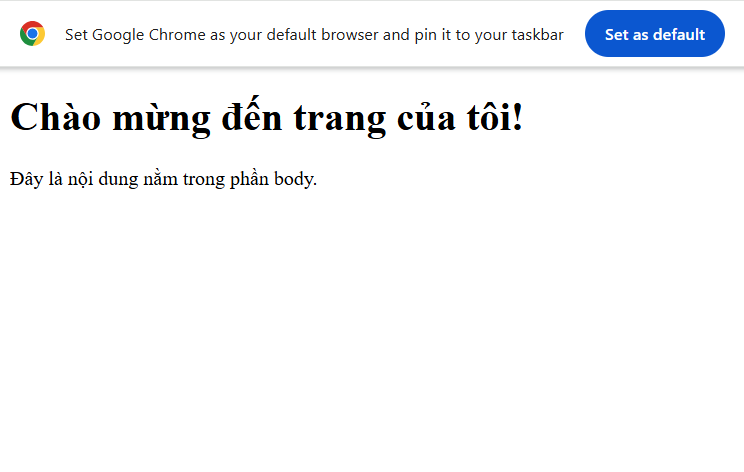 Set Google Chrome as your default browser and pin it to your taskbar
Set as default
Chào mừng đến trang của tôi!
Đây là nội dung nằm trong phần body.